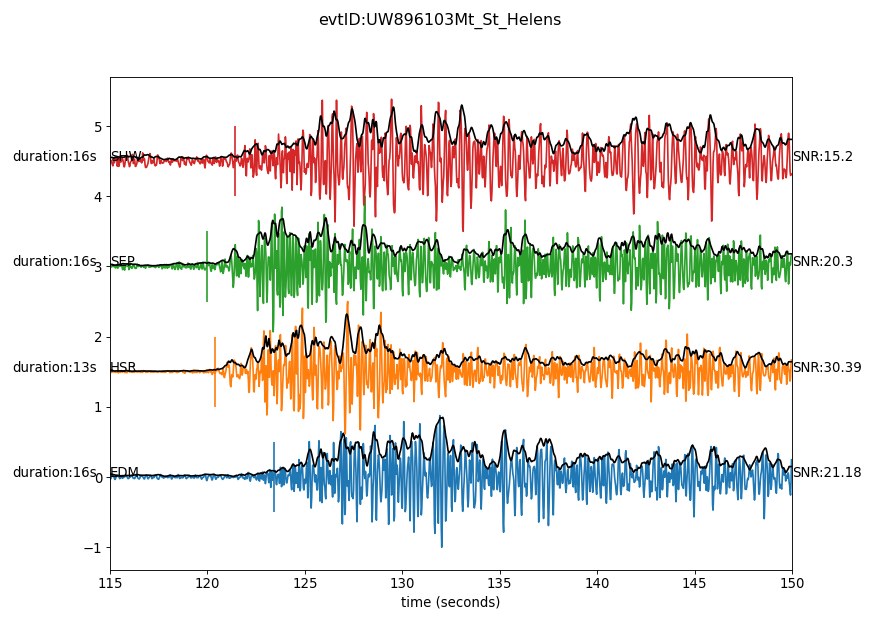 evtID:UW896103Mt_St_Helens
5
duration:16s SHW SNR:15.2
4
duration:16s SEP SNR:20.3
3
2
duration:13s HSR SNR:30.39
1
duration:16s EDM SNR:21.18
0
−1
115 120 125 130 135 140 145 150
time (seconds)